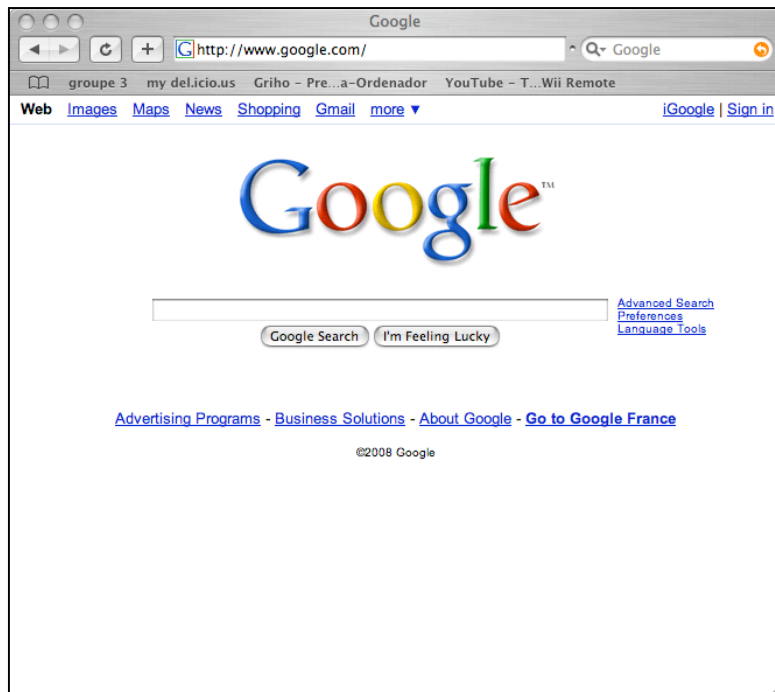 Google
http://www.google.com/ Google
groupe 3 my del.icio.us Griho - Pre...a-Ordenador YouTube - T...Wii Remote
Web Images Maps News Shopping Gmail more ▼ iGoogle | Sign in
Google™
Advanced Search
Preferences
Language Tools
Google Search I'm Feeling Lucky
Advertising Programs - Business Solutions - About Google - Go to Google France
©2008 Google